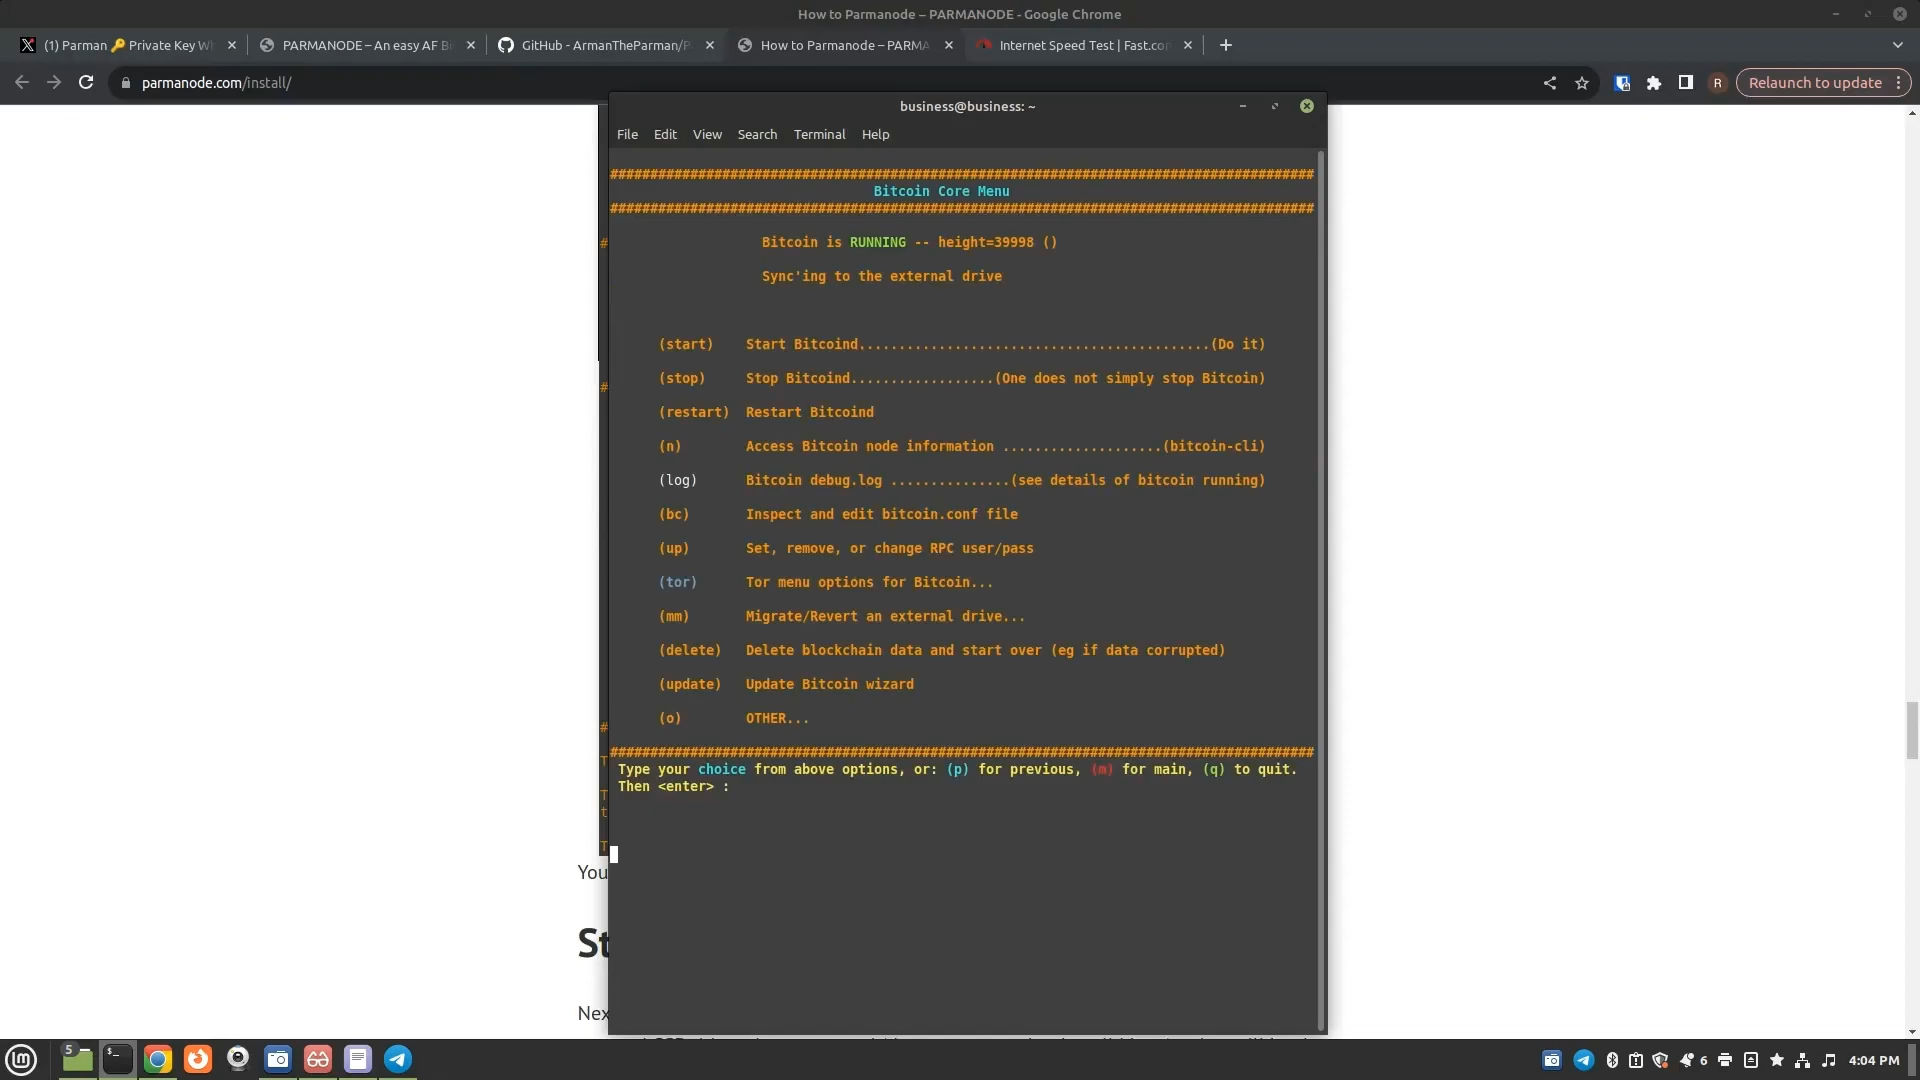 How to Parmanode – PARMANODE - Google Chrome
(1) Parman 🔑 Private Key Wh
PARMANODE – An easy AF Bi
GitHub - ArmanTheParman/P
How to Parmanode – PARMA
Internet Speed Test | Fast.com
parmanode.com/install/
R
Relaunch to update
business@business: ~
File Edit View Search Terminal Help
################################################################################
Bitcoin Core Menu
################################################################################
Bitcoin is RUNNING -- height=39998 ()
Sync'ing to the external drive
(start) Start Bitcoind............................................(Do it)
(stop) Stop Bitcoind..................(One does not simply stop Bitcoin)
(restart) Restart Bitcoind
(n) Access Bitcoin node information ....................(bitcoin-cli)
(log) Bitcoin debug.log ...............(see details of bitcoin running)
(bc) Inspect and edit bitcoin.conf file
(up) Set, remove, or change RPC user/pass
(tor) Tor menu options for Bitcoin...
(mm) Migrate/Revert an external drive...
(delete) Delete blockchain data and start over (eg if data corrupted)
(update) Update Bitcoin wizard
(o) OTHER...
################################################################################
Type your choice from above options, or: (p) for previous, (m) for main, (q) to quit.
Then <enter> :
You
St
Nex
5
6
4:04 PM